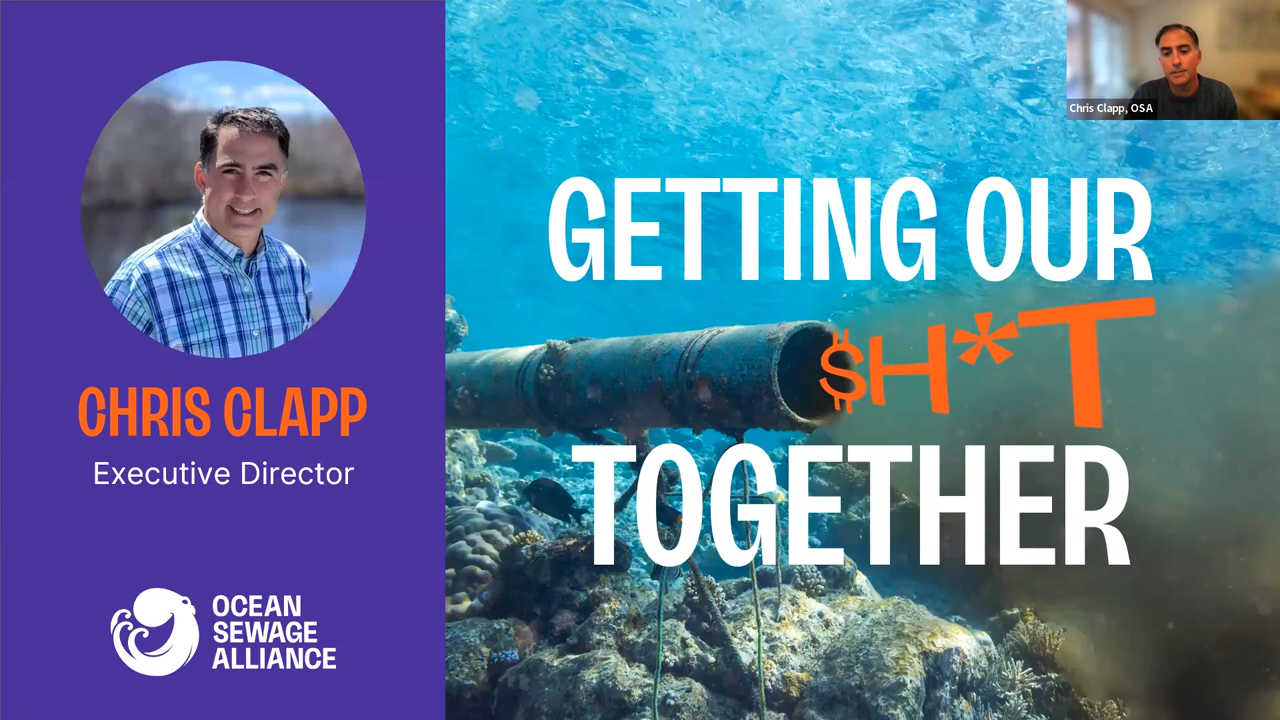 CHRIS CLAPP
Executive Director
OCEAN
SEWAGE
ALLIANCE
GETTING OUR
$H*T
TOGETHER
Chris Clapp, OSA